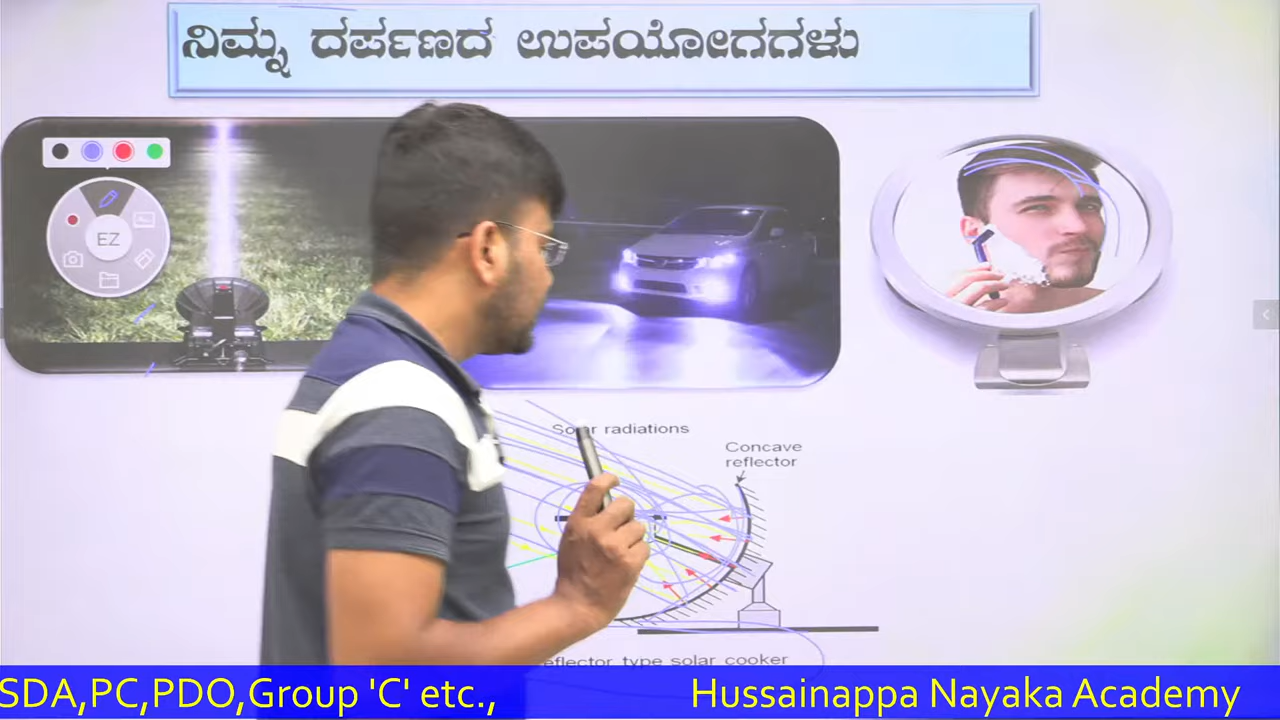 ನಿಮ್ನ ದರ್ಪಣದ ಉಪಯೋಗಗಳು
EZ
Solar radiations
Concave
reflector
eflector type solar cooker
SDA,PC,PDO,Group 'C' etc., Hussainappa Nayaka Academy